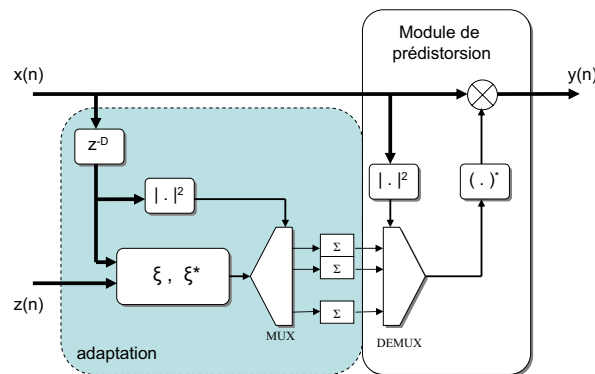 Module de
prédistorsion
x(n)
y(n)
z⁻ᴰ
| . |²
| . |²
( . )*
Σ
Σ
ξ , ξ*
z(n)
Σ
MUX
DEMUX
adaptation